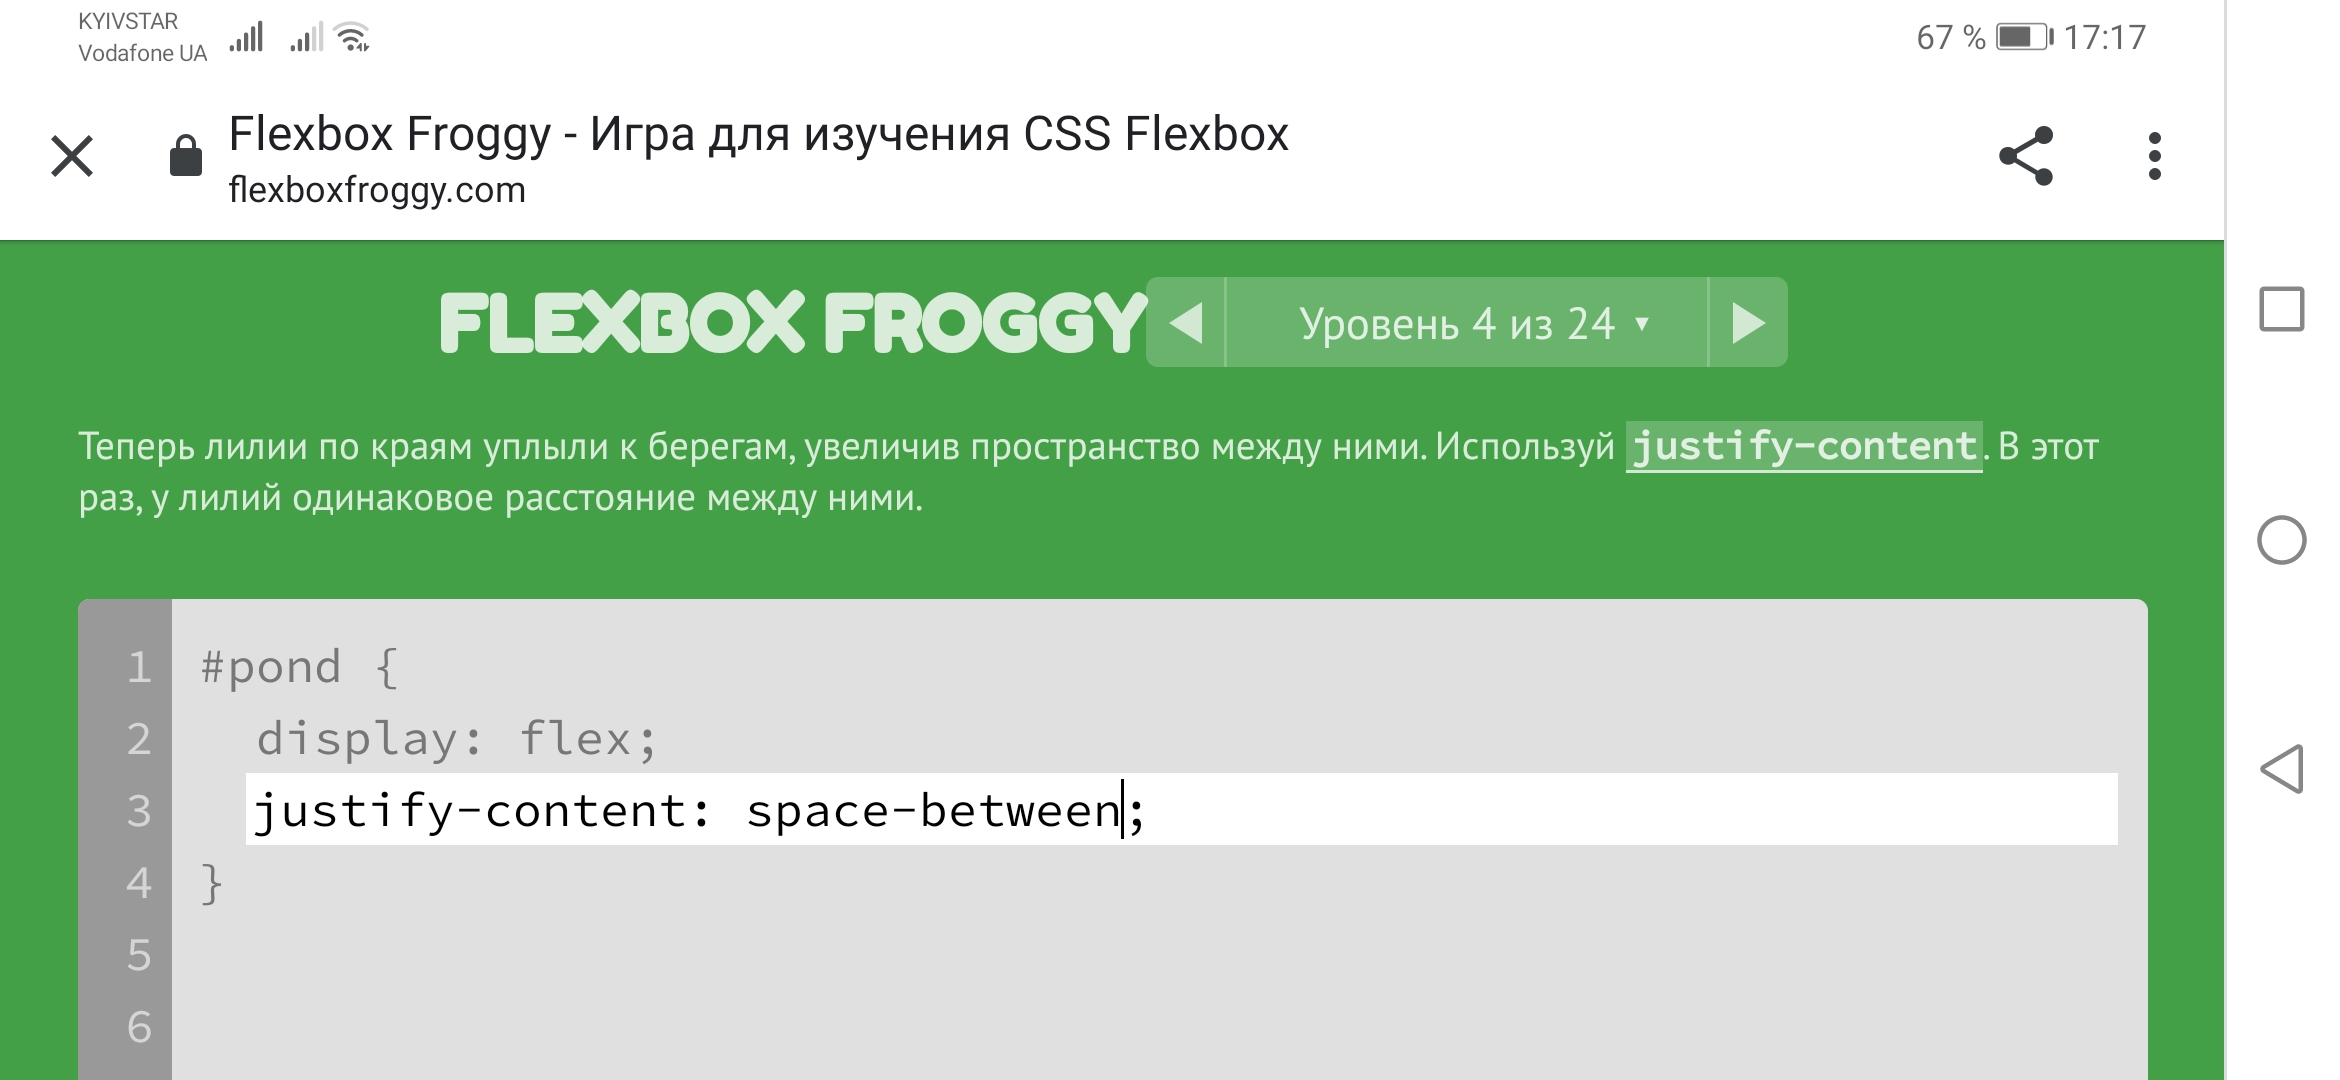 KYIVSTAR
Vodafone UA
67 % 17:17
Flexbox Froggy - Игра для изучения CSS Flexbox
flexboxfroggy.com
FLEXBOX FROGGY
Уровень 4 из 24
Теперь лилии по краям уплыли к берегам, увеличив пространство между ними. Используй justify-content. В этот
раз, у лилий одинаковое расстояние между ними.
1 #pond {
2 display: flex;
3 justify-content: space-between;
4 }
5
6